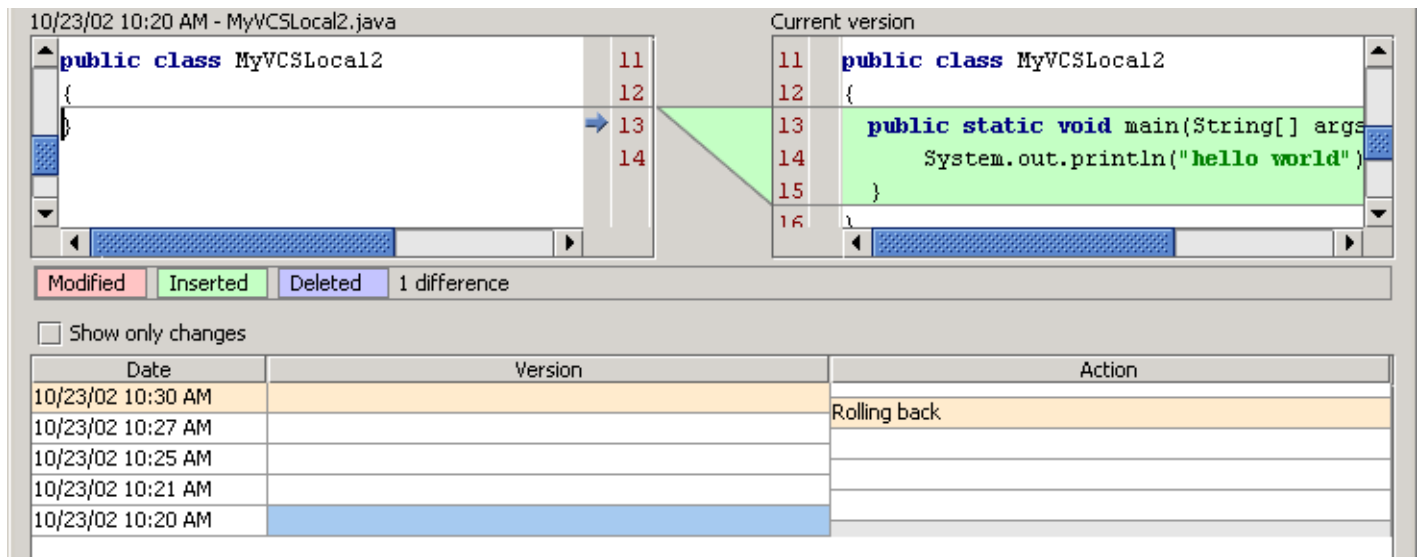 10/23/02 10:20 AM - MyVCSLocal2.java
Current version
public class MyVCSLocal2 11
{ 12
} 13
14
11 public class MyVCSLocal2
12 {
13 public static void main(String[] args
14 System.out.println("hello world")
15 }
16 }
Modified Inserted Deleted 1 difference
Show only changes
Date Version Action
10/23/02 10:30 AM
Rolling back
10/23/02 10:27 AM
10/23/02 10:25 AM
10/23/02 10:21 AM
10/23/02 10:20 AM